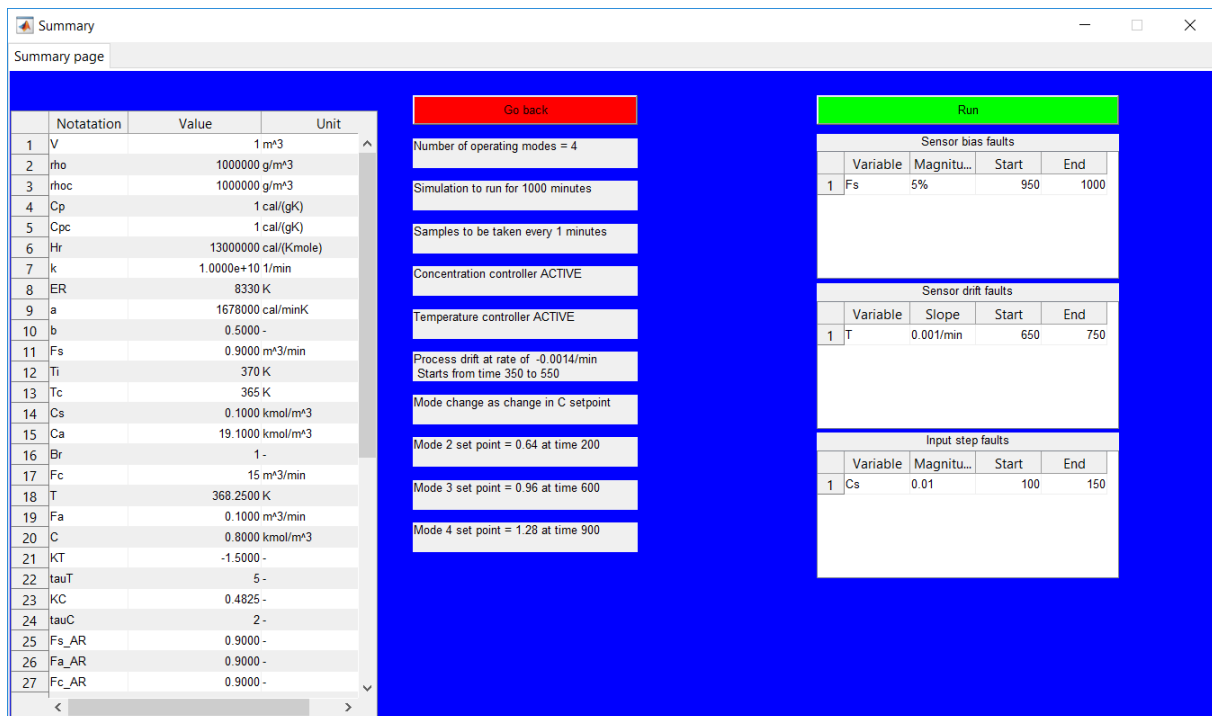 Summary
Summary page
Notatation Value Unit
1 V 1 m^3
2 rho 1000000 g/m^3
3 rhoc 1000000 g/m^3
4 Cp 1 cal/(gK)
5 Cpc 1 cal/(gK)
6 Hr 13000000 cal/(Kmole)
7 k 1.0000e+10 1/min
8 ER 8330 K
9 a 1678000 cal/minK
10 b 0.5000 -
11 Fs 0.9000 m^3/min
12 Ti 370 K
13 Tc 365 K
14 Cs 0.1000 kmol/m^3
15 Ca 19.1000 kmol/m^3
16 Br 1 -
17 Fc 15 m^3/min
18 T 368.2500 K
19 Fa 0.1000 m^3/min
20 C 0.8000 kmol/m^3
21 KT -1.5000 -
22 tauT 5 -
23 KC 0.4825 -
24 tauC 2 -
25 Fs_AR 0.9000 -
26 Fa_AR 0.9000 -
27 Fc_AR 0.9000 -
Go back
Number of operating modes = 4
Simulation to run for 1000 minutes
Samples to be taken every 1 minutes
Concentration controller ACTIVE
Temperature controller ACTIVE
Process drift at rate of -0.0014/min
Starts from time 350 to 550
Mode change as change in C setpoint
Mode 2 set point = 0.64 at time 200
Mode 3 set point = 0.96 at time 600
Mode 4 set point = 1.28 at time 900
Run
Sensor bias faults
Variable Magnitu... Start End
1 Fs 5% 950 1000
Sensor drift faults
Variable Slope Start End
1 T 0.001/min 650 750
Input step faults
Variable Magnitu... Start End
1 Cs 0.01 100 150